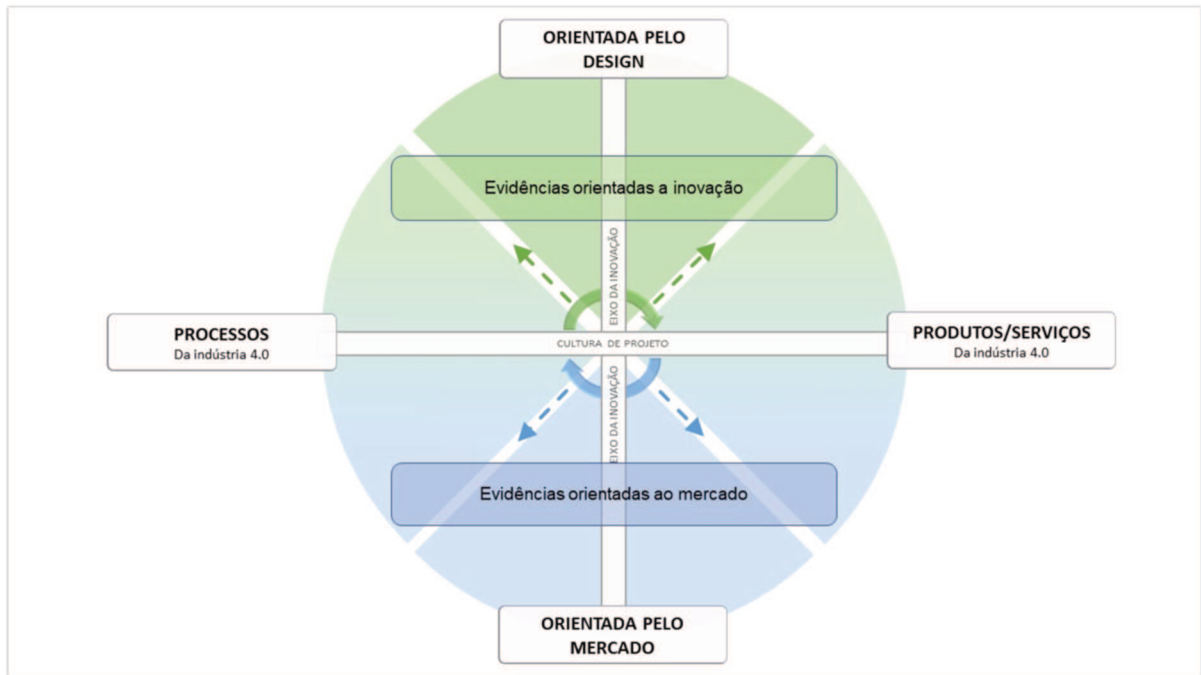 ORIENTADA PELO
DESIGN
Evidências orientadas a inovação
EIXO DA INOVAÇÃO
PROCESSOS
Da indústria 4.0
CULTURA DE PROJETO
PRODUTOS/SERVIÇOS
Da indústria 4.0
EIXO DA INOVAÇÃO
Evidências orientadas ao mercado
ORIENTADA PELO
MERCADO